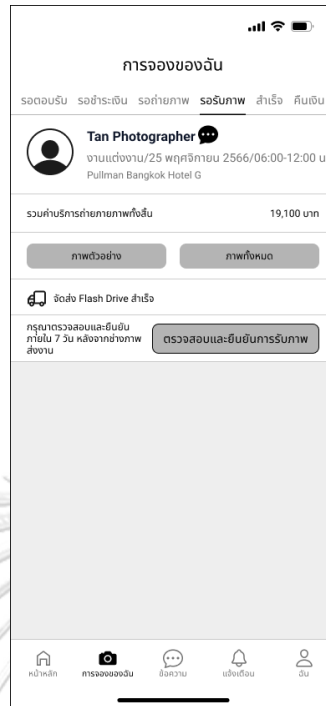 การจองของฉัน
รอตอบรับ รอชำระเงิน รอถ่ายภาพ รอรับภาพ สำเร็จ คืนเงิน
Tan Photographer
งานแต่งงาน/25 พฤศจิกายน 2566/06:00-12:00 น
Pullman Bangkok Hotel G
รวมค่าบริการถ่ายภายภาพทั้งสิ้น 19,100 บาท
ภาพตัวอย่าง ภาพทั้งหมด
จัดส่ง Flash Drive สำเร็จ
กรุณาตรวจสอบและยืนยัน
ภายใน 7 วัน หลังจากช่างภาพ
ส่งงาน
ตรวจสอบและยืนยันการรับภาพ
หน้าหลัก การจองของฉัน ข้อความ แจ้งเตือน ฉัน